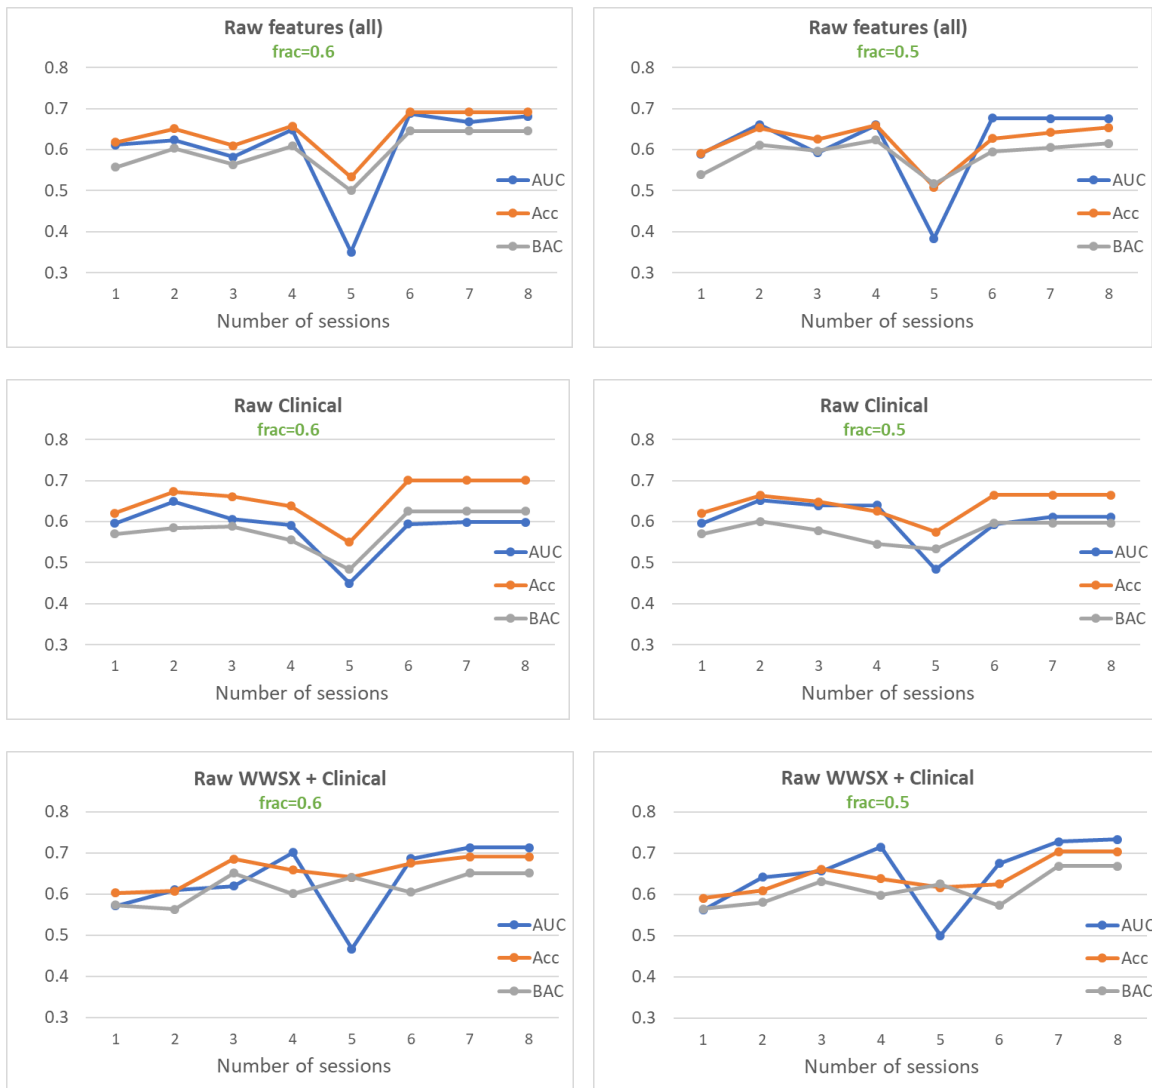 Raw features (all)
frac=0.6
0.8
0.7
0.6
0.5
0.4
0.3
AUC
Acc
BAC
1 2 3 4 5 6 7 8
Number of sessions
Raw features (all)
frac=0.5
0.8
0.7
0.6
0.5
0.4
0.3
AUC
Acc
BAC
1 2 3 4 5 6 7 8
Number of sessions
Raw Clinical
frac=0.6
0.8
0.7
0.6
0.5
0.4
0.3
AUC
Acc
BAC
1 2 3 4 5 6 7 8
Number of sessions
Raw Clinical
frac=0.5
0.8
0.7
0.6
0.5
0.4
0.3
AUC
Acc
BAC
1 2 3 4 5 6 7 8
Number of sessions
Raw WWSX + Clinical
frac=0.6
0.8
0.7
0.6
0.5
0.4
0.3
AUC
Acc
BAC
1 2 3 4 5 6 7 8
Number of sessions
Raw WWSX + Clinical
frac=0.5
0.8
0.7
0.6
0.5
0.4
0.3
AUC
Acc
BAC
1 2 3 4 5 6 7 8
Number of sessions